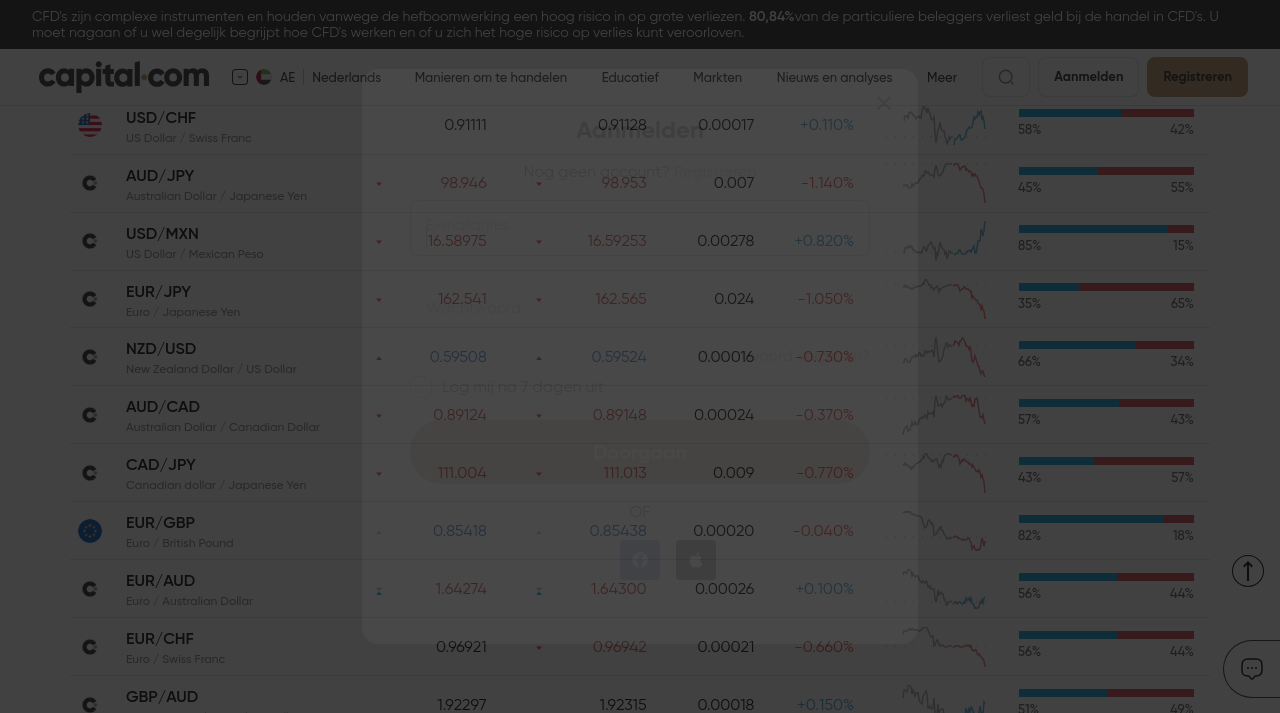 CFD's zijn complexe instrumenten en houden vanwege de hefboomwerking een hoog risico in op grote verliezen. 80,84%van de particuliere beleggers verliest geld bij de handel in CFD's. U
moet nagaan of u wel degelijk begrijpt hoe CFD's werken en of u zich het hoge risico op verlies kunt veroorloven.
capital.com AE Nederlands Manieren om te handelen Educatief Markten Nieuws en analyses Meer Aanmelden Registreren
USD/CHF 0.91111 0.91128 0.00017 +0.110%
US Dollar / Swiss Franc 58% 42%
Aanmelden
Nog geen account?
AUD/JPY 98.946 98.953 0.007 -1.140%
Australian Dollar / Japanese Yen 45% 55%
USD/MXN 16.58975 16.59253 0.00278 +0.820%
US Dollar / Mexican Peso 85% 15%
EUR/JPY 162.541 162.565 0.024 -1.050%
Euro / Japanese Yen 35% 65%
NZD/USD 0.59508 0.59524 0.00016 -0.730%
New Zealand Dollar / US Dollar 66% 34%
Log mij na 7 dagen uit
AUD/CAD 0.89124 0.89148 0.00024 -0.370%
Australian Dollar / Canadian Dollar 57% 43%
Doorgaan
CAD/JPY 111.004 111.013 0.009 -0.770%
Canadian dollar / Japanese Yen 43% 57%
OF
EUR/GBP 0.85418 0.85438 0.00020 -0.040%
Euro / British Pound 82% 18%
EUR/AUD 1.64274 1.64300 0.00026 +0.100%
Euro / Australian Dollar 56% 44%
EUR/CHF 0.96921 0.96942 0.00021 -0.660%
Euro / Swiss Franc 56% 44%
GBP/AUD 1.92297 1.92315 0.00018 +0.150%
51% 49%